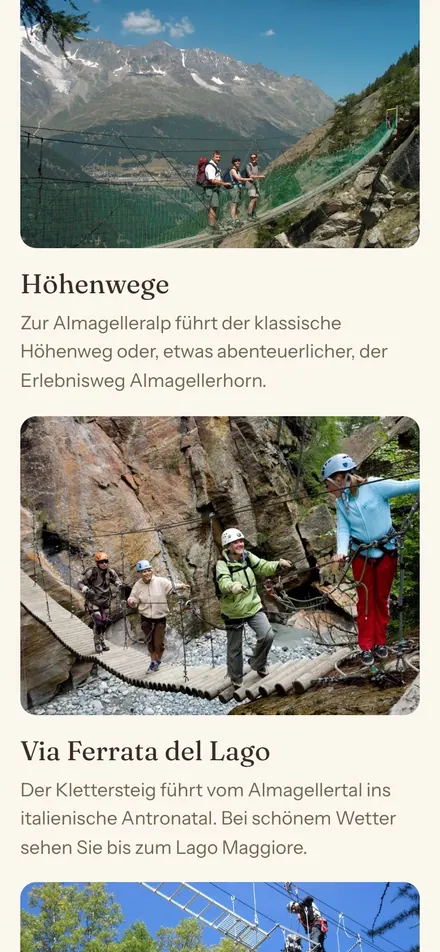 Höhenwege
Zur Almagelleralp führt der klassische
Höhenweg oder, etwas abenteuerlicher, der
Erlebnisweg Almagellerhorn.
Via Ferrata del Lago
Der Klettersteig führt vom Almagellertal ins
italienische Antronatal. Bei schönem Wetter
sehen Sie bis zum Lago Maggiore.